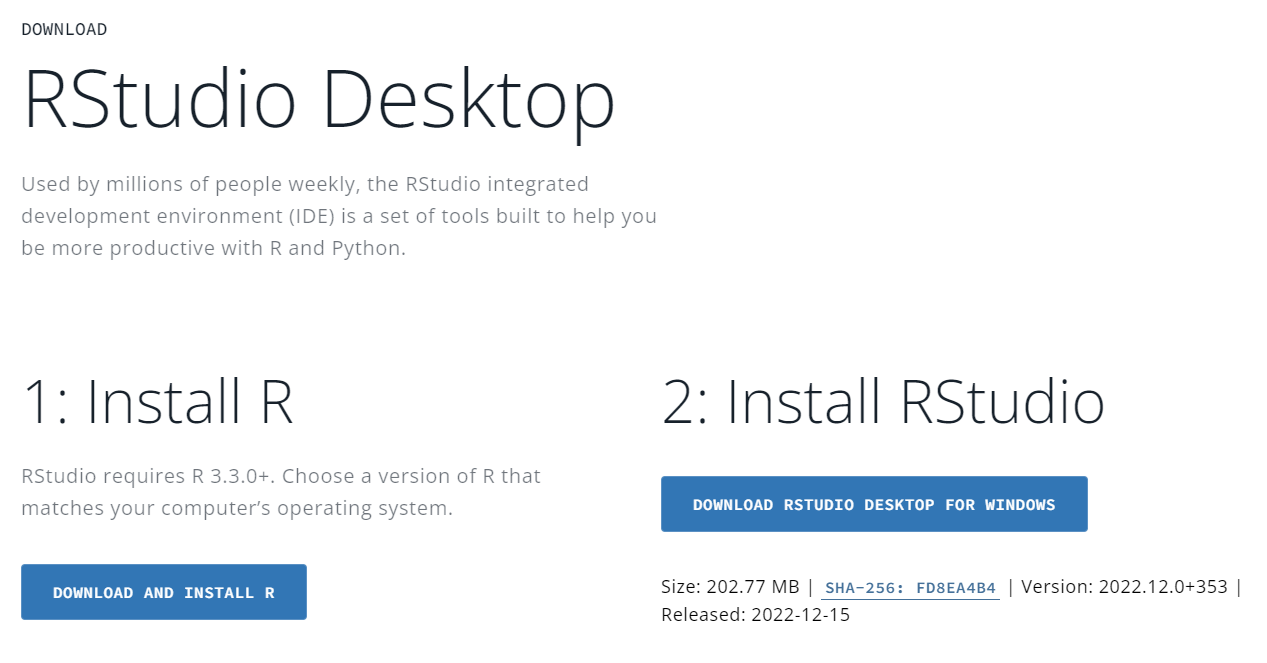 DOWNLOAD
RStudio Desktop
Used by millions of people weekly, the RStudio integrated
development environment (IDE) is a set of tools built to help you
be more productive with R and Python.
1: Install R
RStudio requires R 3.3.0+. Choose a version of R that
matches your computer’s operating system.
DOWNLOAD AND INSTALL R
2: Install RStudio
DOWNLOAD RSTUDIO DESKTOP FOR WINDOWS
Size: 202.77 MB | SHA-256: FD8EA4B4 | Version: 2022.12.0+353 |
Released: 2022-12-15